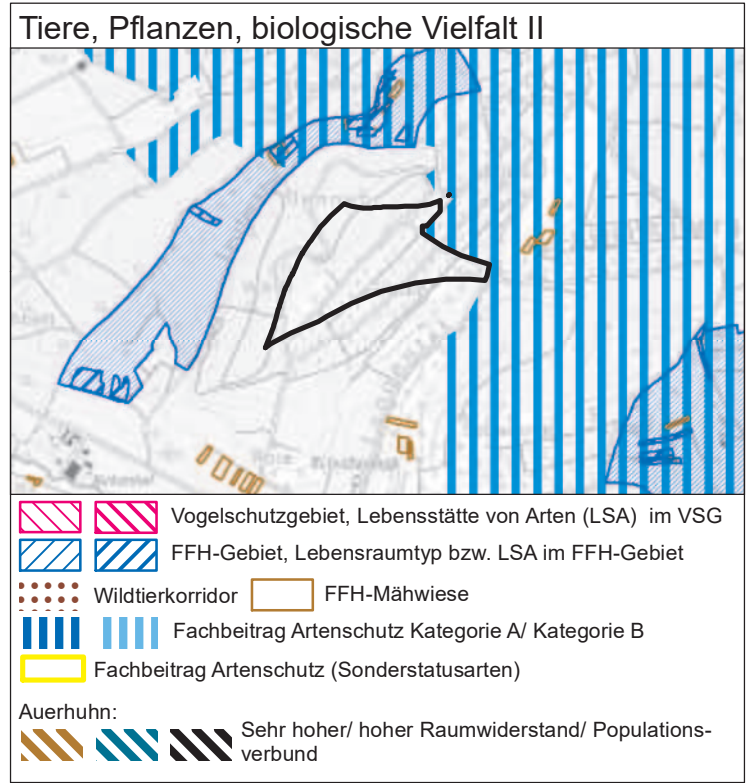 Tiere, Pflanzen, biologische Vielfalt II
Vogelschutzgebiet, Lebensstätte von Arten (LSA) im VSG
FFH-Gebiet, Lebensraumtyp bzw. LSA im FFH-Gebiet
Wildtierkorridor FFH-Mähwiese
Fachbeitrag Artenschutz Kategorie A/ Kategorie B
Fachbeitrag Artenschutz (Sonderstatusarten)
Auerhuhn:
Sehr hoher/ hoher Raumwiderstand/ Populations-
verbund